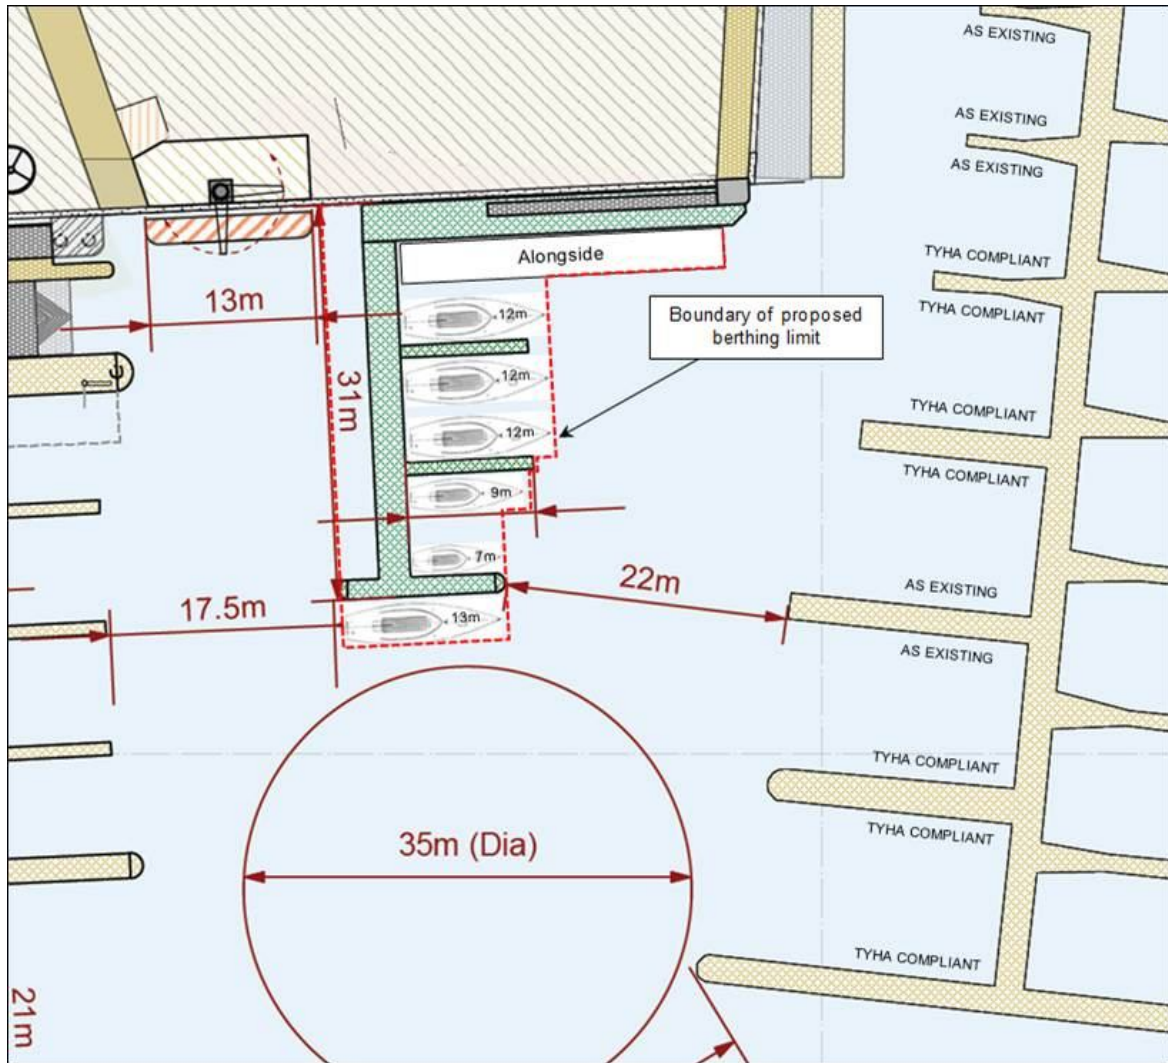 AS EXISTING
AS EXISTING
AS EXISTING
Alongside
TYHA COMPLIANT
TYHA COMPLIANT
13m
12m
Boundary of proposed
berthing limit
31m
12m
TYHA COMPLIANT
12m
TYHA COMPLIANT
9m
7m
22m
AS EXISTING
17.5m
13m
AS EXISTING
TYHA COMPLIANT
35m (Dia)
TYHA COMPLIANT
TYHA COMPLIANT
21m